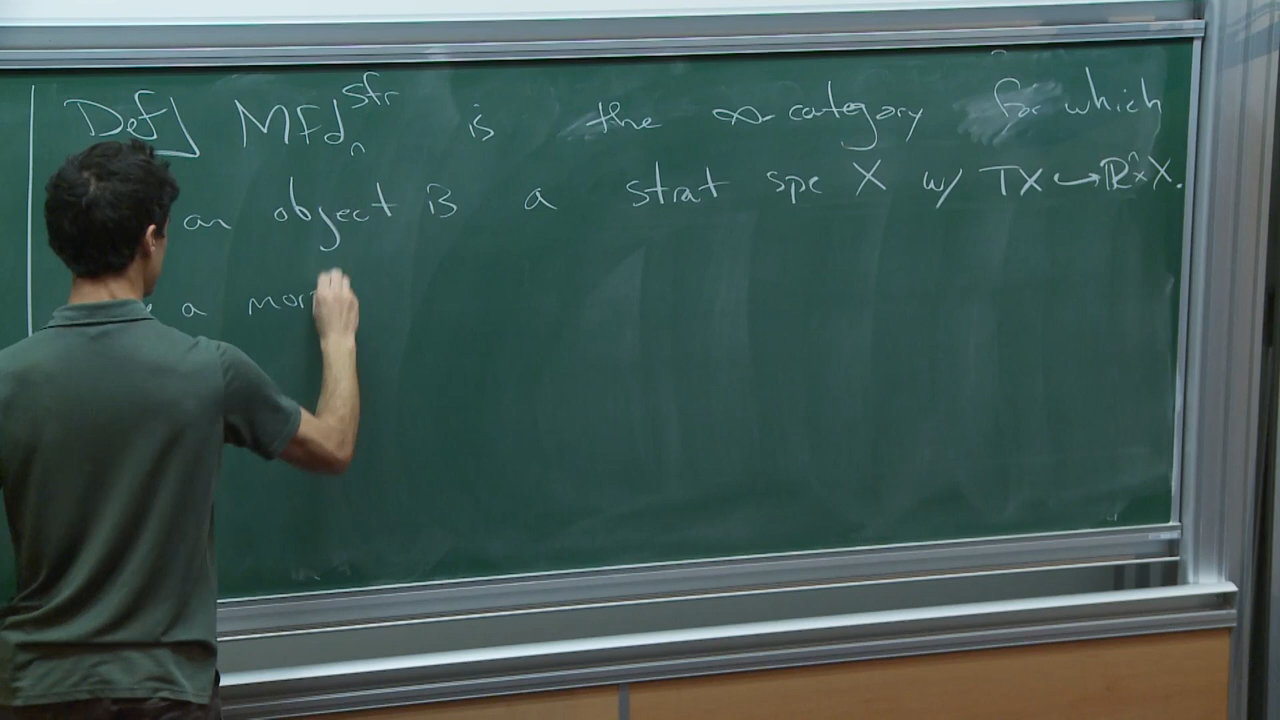 Def] Mfd_n^{sfr} is the ∞-category for which
an object is a strat spc X w/ TX ↪ ℝ^n × X.
a mor